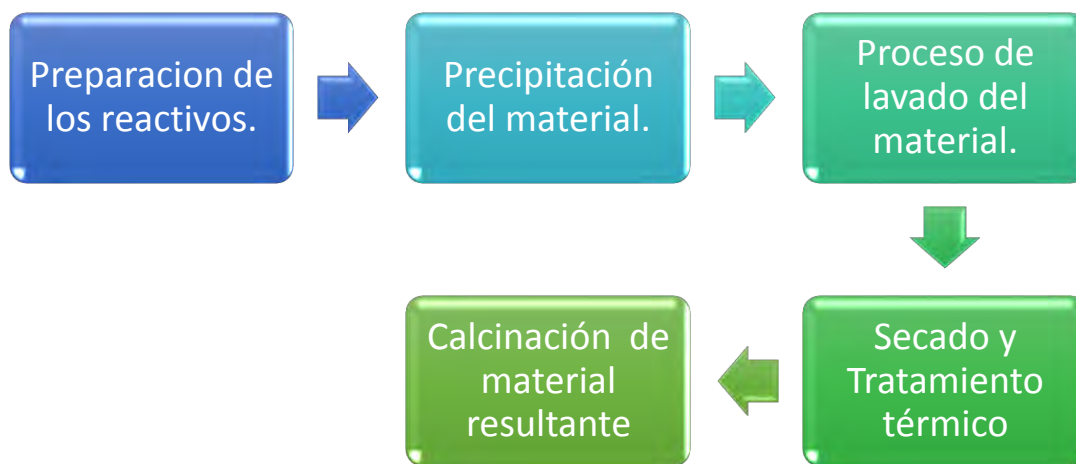 Preparacion de
los reactivos.
Precipitación
del material.
Proceso de
lavado del
material.
Secado y
Tratamiento
térmico
Calcinación de
material
resultante